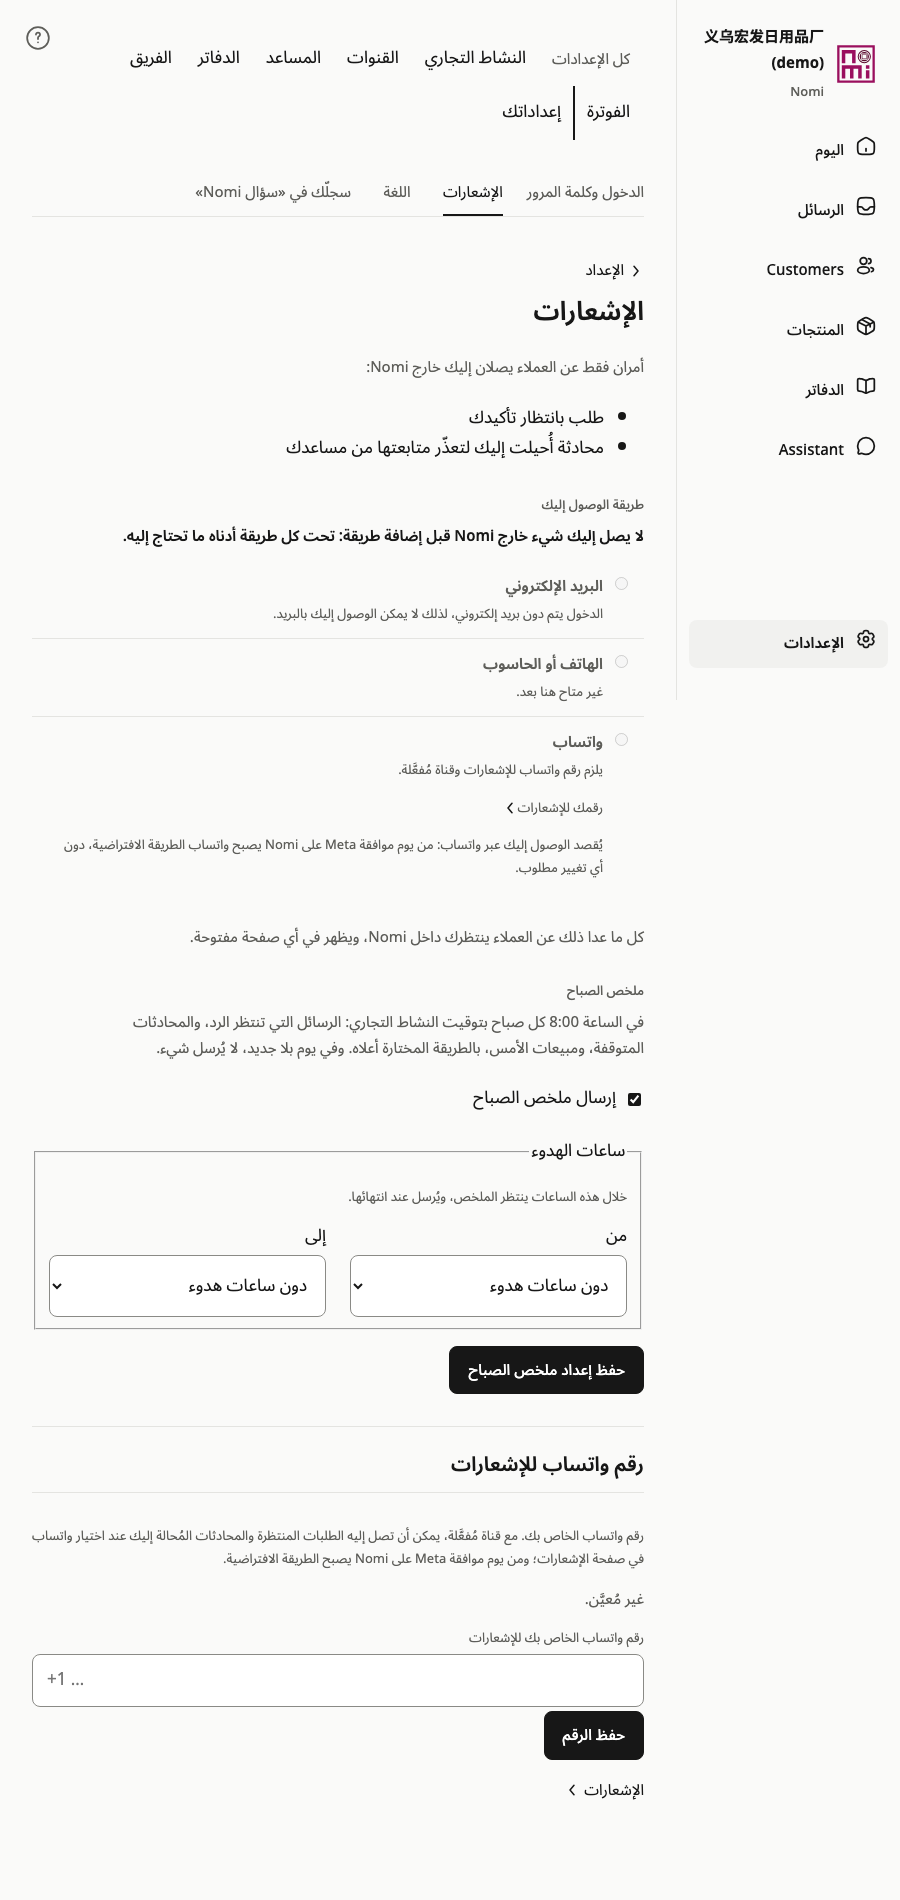 义乌宏发日用品厂
(demo)
Nomi
nomi
اليوم
الرسائل
Customers
المنتجات
الدفاتر
Assistant
الإعدادات
كل الإعدادات
النشاط التجاري
القنوات
المساعد
الدفاتر
الفريق
الفوترة
إعداداتك
?
الدخول وكلمة المرور
الإشعارات
اللغة
سجلّك في «سؤال Nomi»
الإعداد
الإشعارات
أمران فقط عن العملاء يصلان إليك خارج Nomi:
طلب بانتظار تأكيدك
محادثة أُحيلت إليك لتعذّر متابعتها من مساعدك
طريقة الوصول إليك
لا يصل إليك شيء خارج Nomi قبل إضافة طريقة: تحت كل طريقة أدناه ما تحتاج إليه.
البريد الإلكتروني
الدخول يتم دون بريد إلكتروني، لذلك لا يمكن الوصول إليك بالبريد.
الهاتف أو الحاسوب
غير متاح هنا بعد.
واتساب
يلزم رقم واتساب للإشعارات وقناة مُفعَّلة.
رقمك للإشعارات
يُقصد الوصول إليك عبر واتساب: من يوم موافقة Meta على Nomi يصبح واتساب الطريقة الافتراضية، دون
أي تغيير مطلوب.
كل ما عدا ذلك عن العملاء ينتظرك داخل Nomi، ويظهر في أي صفحة مفتوحة.
ملخص الصباح
في الساعة 8:00 كل صباح بتوقيت النشاط التجاري: الرسائل التي تنتظر الرد، والمحادثات
المتوقفة، ومبيعات الأمس، بالطريقة المختارة أعلاه. وفي يوم بلا جديد، لا يُرسل شيء.
إرسال ملخص الصباح
ساعات الهدوء
خلال هذه الساعات ينتظر الملخص، ويُرسل عند انتهائها.
من
إلى
دون ساعات هدوء
دون ساعات هدوء
حفظ إعداد ملخص الصباح
رقم واتساب للإشعارات
رقم واتساب الخاص بك. مع قناة مُفعَّلة، يمكن أن تصل إليه الطلبات المنتظرة والمحادثات المُحالة إليك عند اختيار واتساب
في صفحة الإشعارات؛ ومن يوم موافقة Meta على Nomi يصبح الطريقة الافتراضية.
غير مُعيَّن.
رقم واتساب الخاص بك للإشعارات
+1 …
حفظ الرقم
الإشعارات